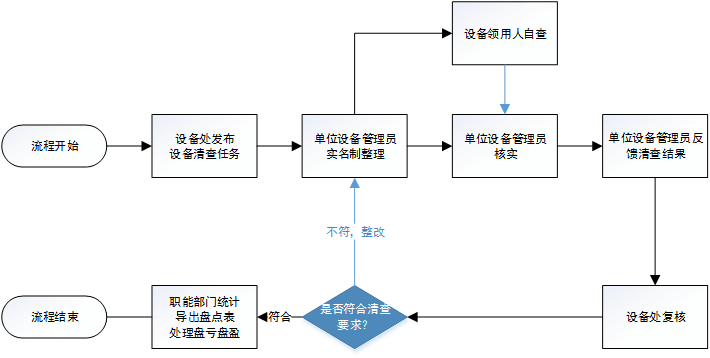 设备领用人自查
流程开始
设备处发布
设备清查任务
单位设备管理员
实名制整理
单位设备管理员
核实
单位设备管理员反
馈清查结果
不符，整改
流程结束
职能部门统计
导出盘点表
处理盘亏盘盈
符合
是否符合清查
要求?
设备处复核